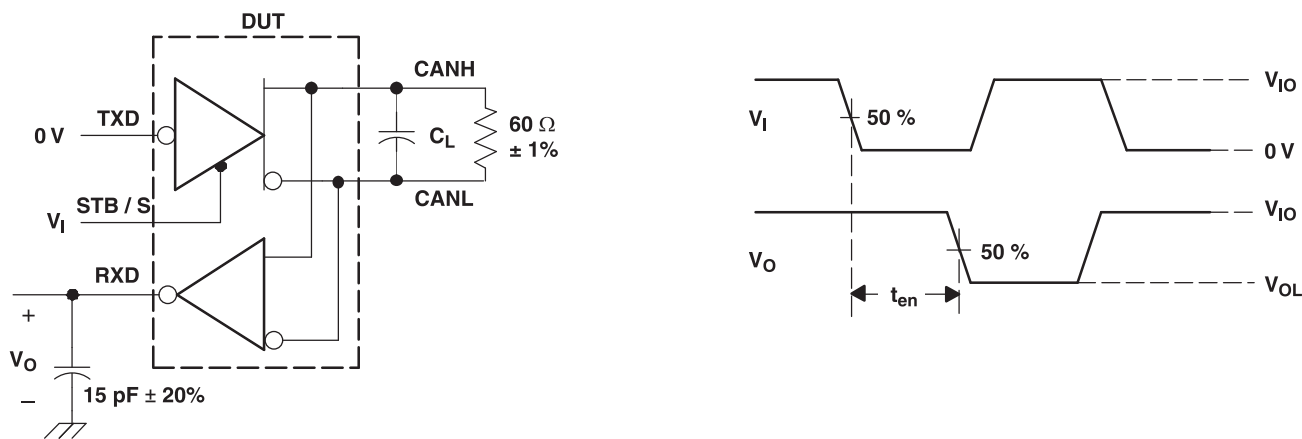 DUT
CANH
TXD
0 V
C_L
60 Ω
± 1%
STB / S
CANL
V_I
RXD
+
V_O
–
15 pF ± 20%
V_IO
V_I
50 %
0 V
V_IO
V_O
50 %
t_en
V_OL